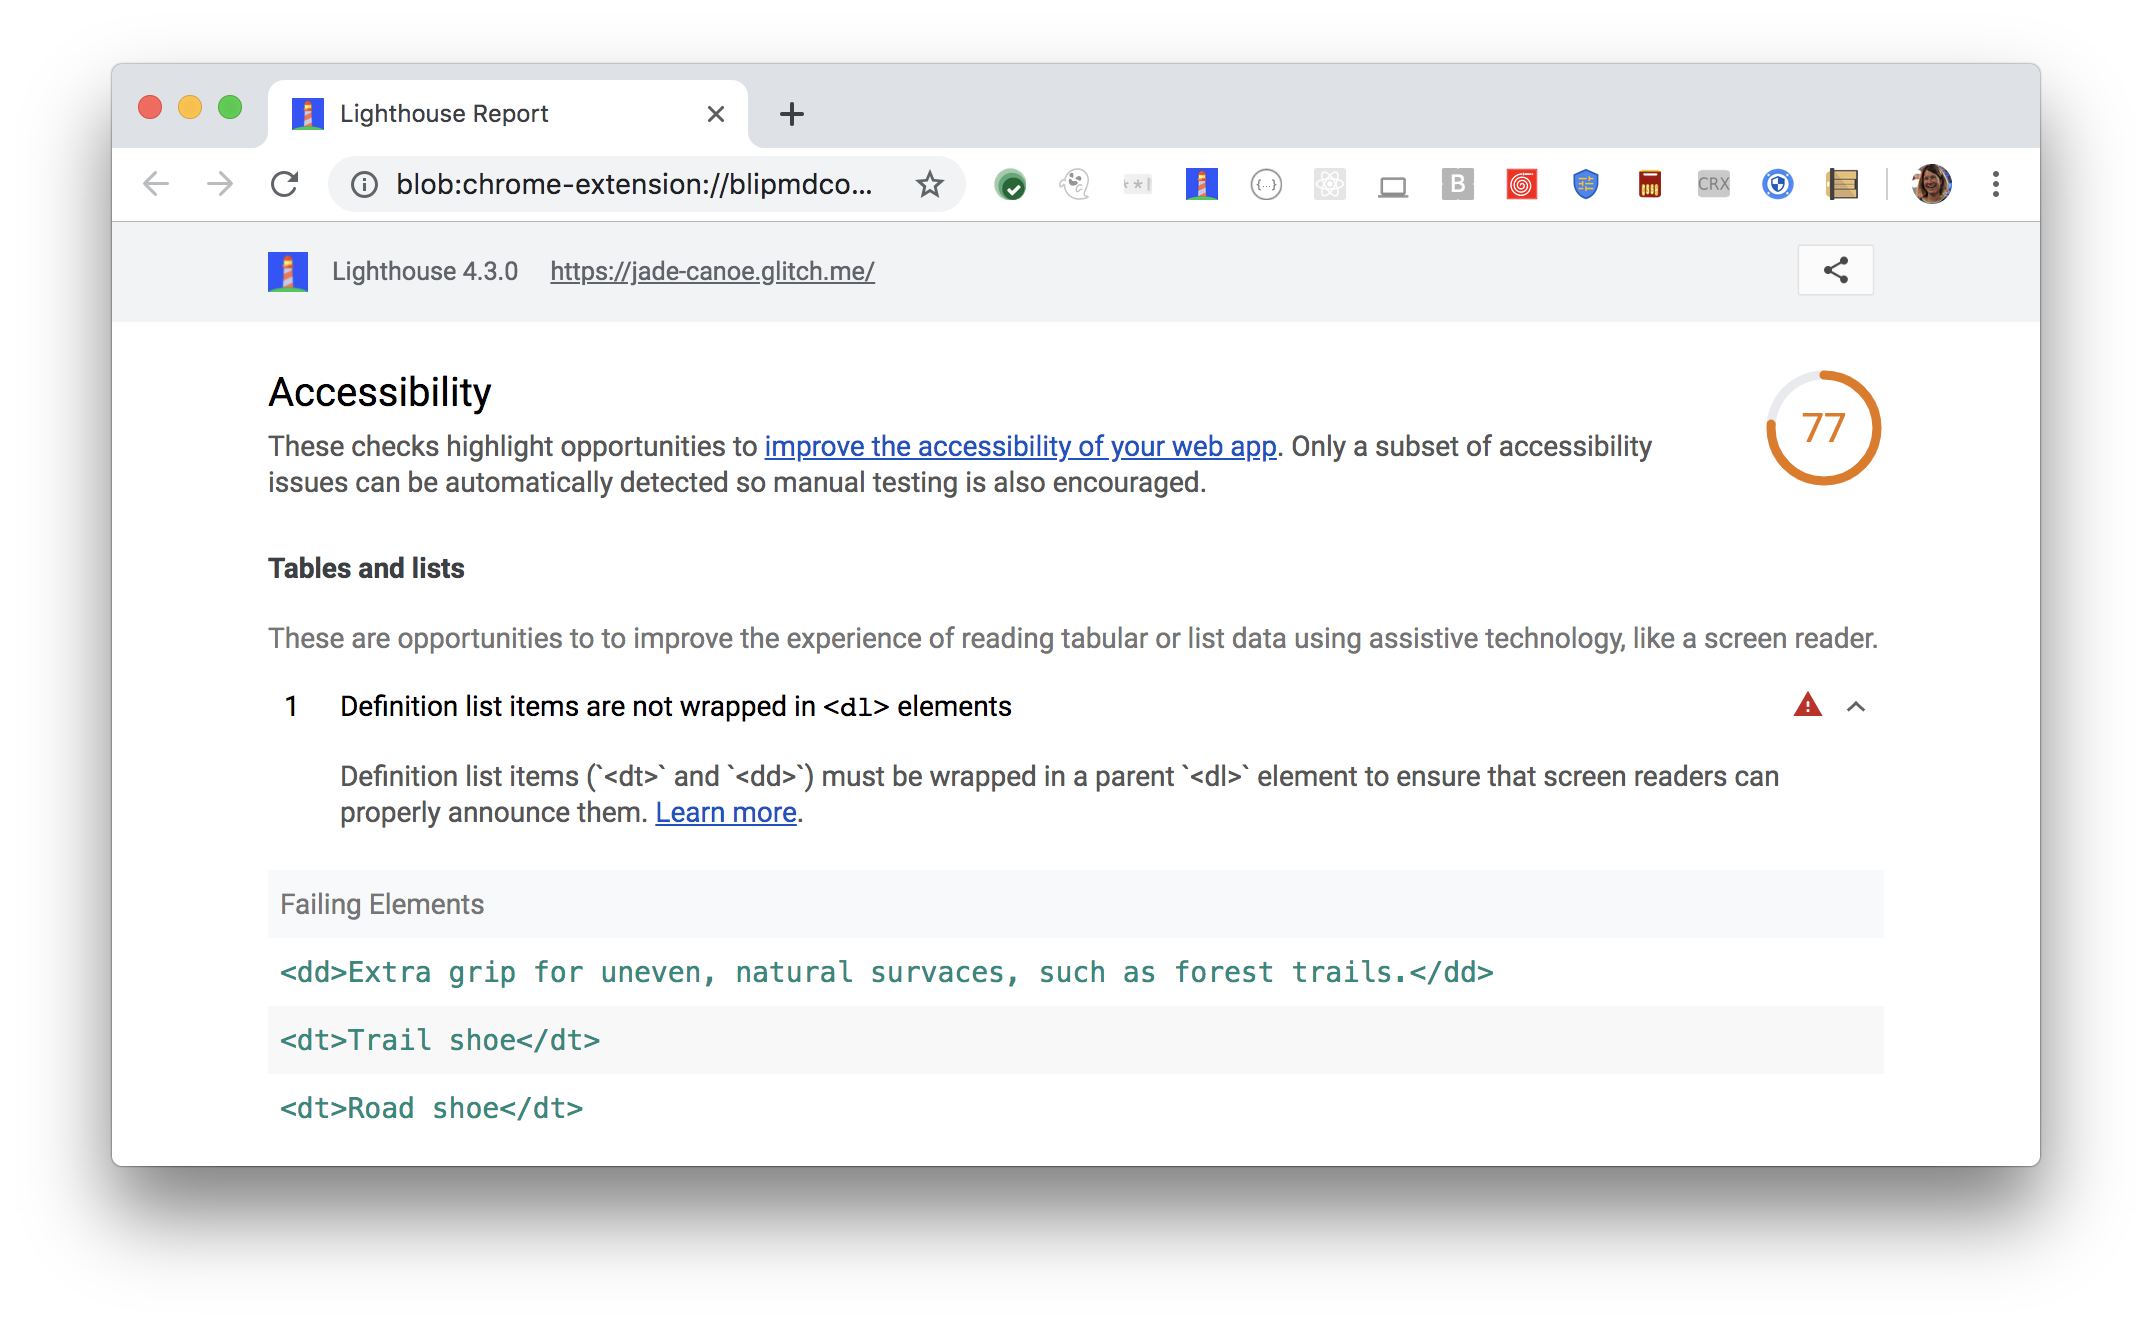 Lighthouse Report
blob:chrome-extension://blipmdco...
CRX
B
Lighthouse 4.3.0 https://jade-canoe.glitch.me/
Accessibility
77
These checks highlight opportunities to improve the accessibility of your web app. Only a subset of accessibility
issues can be automatically detected so manual testing is also encouraged.
Tables and lists
These are opportunities to to improve the experience of reading tabular or list data using assistive technology, like a screen reader.
1 Definition list items are not wrapped in <dl> elements
Definition list items (`<dt>` and `<dd>`) must be wrapped in a parent `<dl>` element to ensure that screen readers can
properly announce them. Learn more.
Failing Elements
<dd>Extra grip for uneven, natural survaces, such as forest trails.</dd>
<dt>Trail shoe</dt>
<dt>Road shoe</dt>